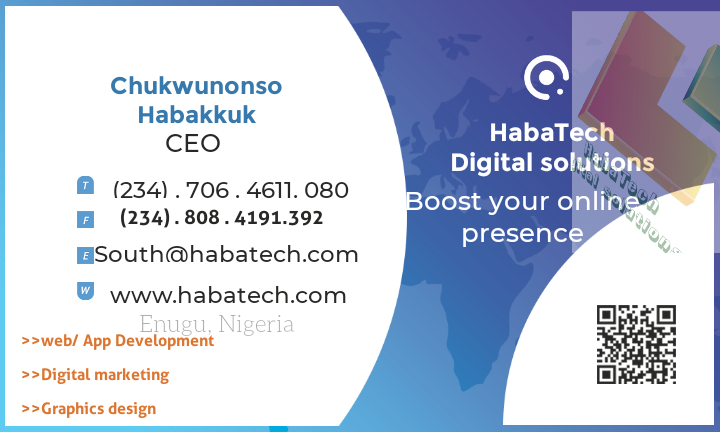 Chukwunonso
Habakkuk
CEO
T (234) . 706 . 4611. 080
F (234) . 808 . 4191.392
E South@habatech.com
W www.habatech.com
Enugu, Nigeria
>>web/ App Development
>>Digital marketing
>>Graphics design
HabaTech
Digital solutions
Boost your online
presence
HabaTech